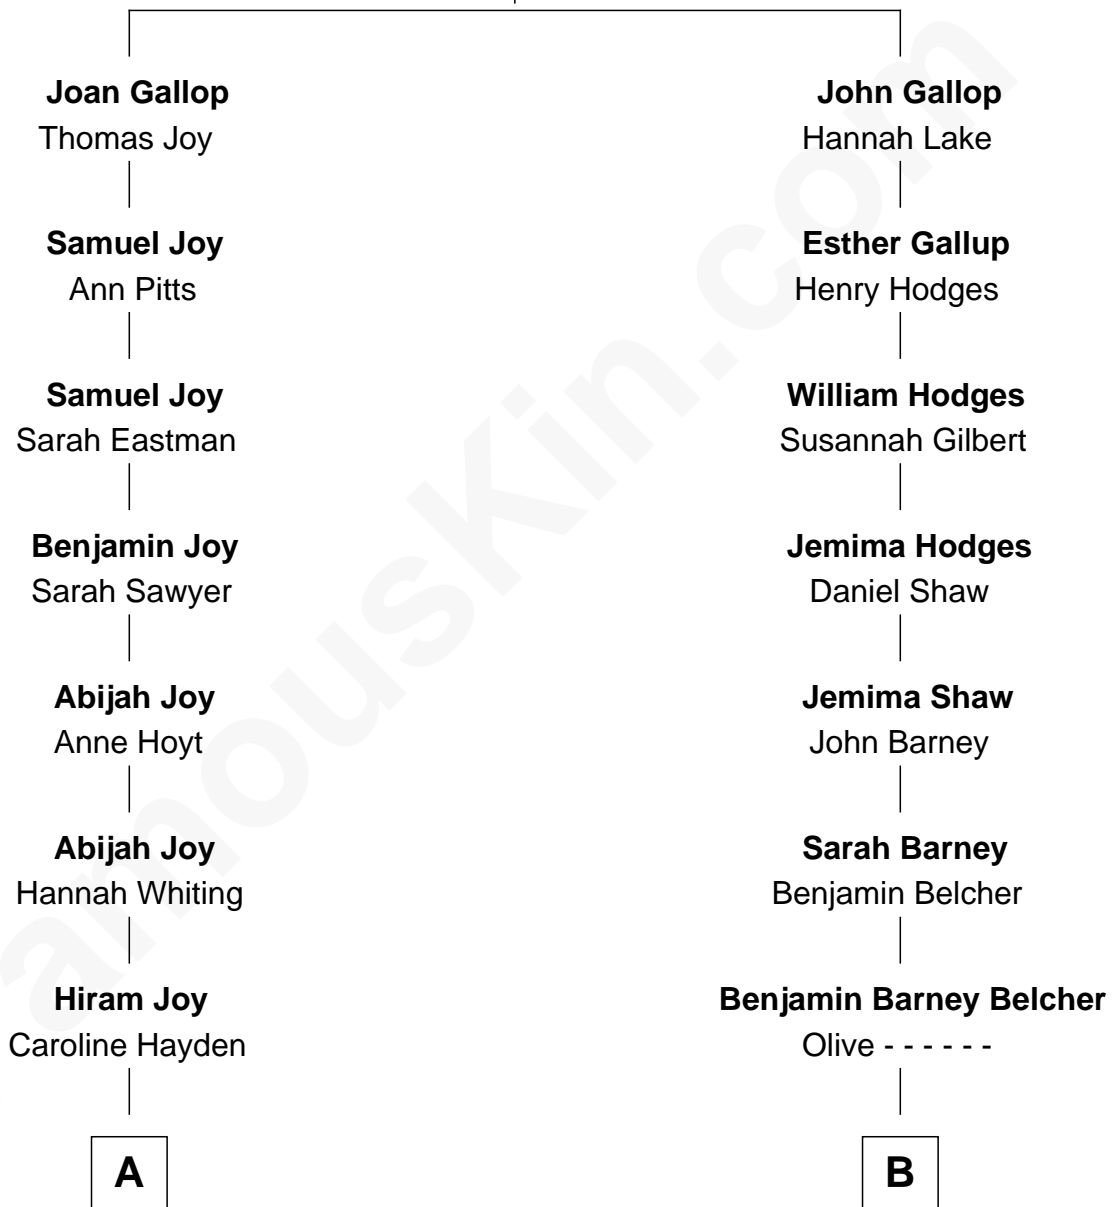 Joan Gallop
Thomas Joy
Samuel Joy
Ann Pitts
Samuel Joy
Sarah Eastman
Benjamin Joy
Sarah Sawyer
Abijah Joy
Anne Hoyt
Abijah Joy
Hannah Whiting
Hiram Joy
Caroline Hayden
A
John Gallop
Hannah Lake
Esther Gallup
Henry Hodges
William Hodges
Susannah Gilbert
Jemima Hodges
Daniel Shaw
Jemima Shaw
John Barney
Sarah Barney
Benjamin Belcher
Benjamin Barney Belcher
Olive - - - - - -
B
amouskin.com